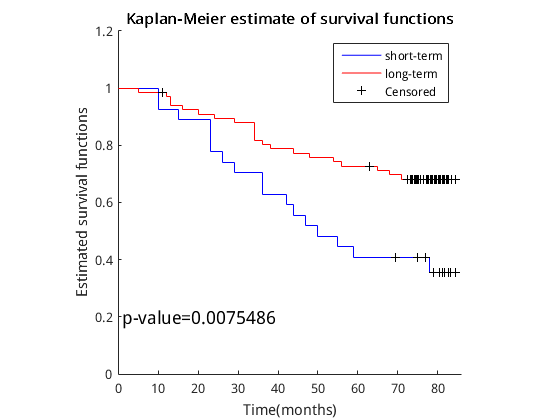 Kaplan-Meier estimate of survival functions
1.2
1
0.8
0.6
0.4
0.2
0
Estimated survival functions
short-term
long-term
Censored
p-value=0.0075486
0 10 20 30 40 50 60 70 80
Time(months)